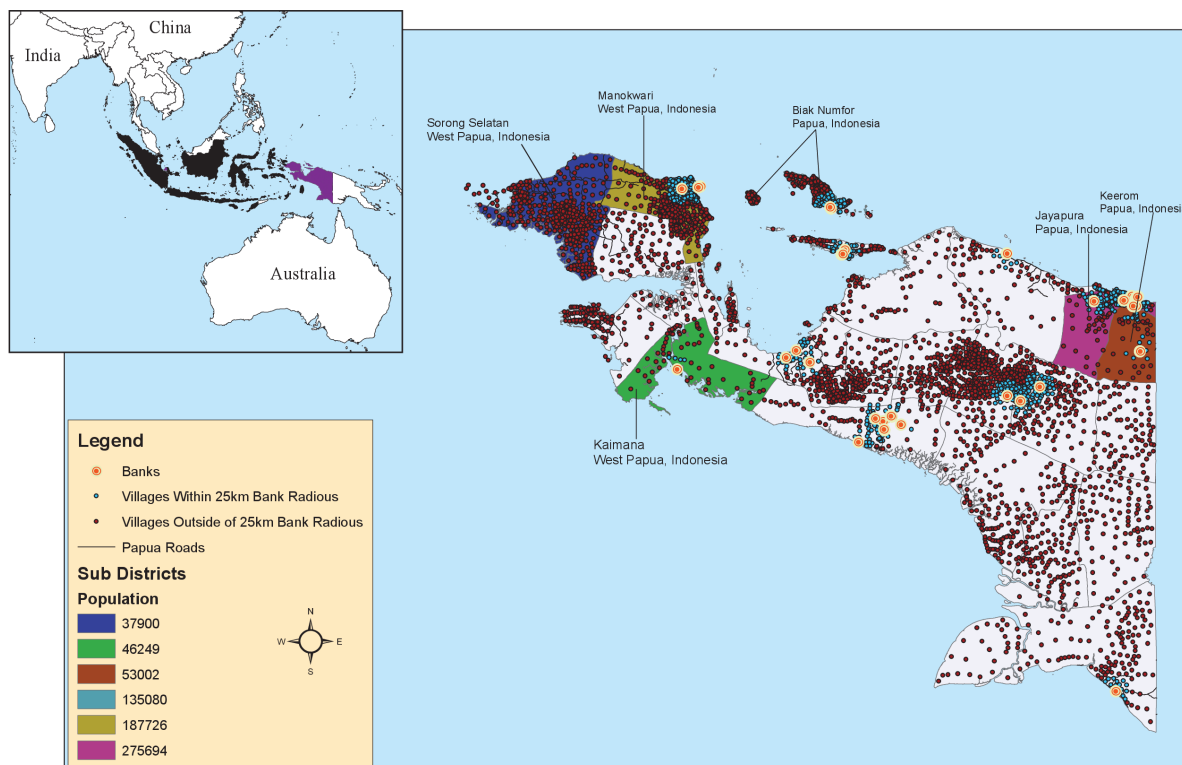 China
India
Australia
Manokwari
West Papua, Indonesia
Sorong Selatan
West Papua, Indonesia
Biak Numfor
Papua, Indonesia
Keerom
Papua, Indonesi
Jayapura
Papua, Indonesia
Kaimana
West Papua, Indonesia
Legend
Banks
Villages Within 25km Bank Radious
Villages Outside of 25km Bank Radious
Papua Roads
Sub Districts
Population
37900
46249
53002
135080
187726
275694
N
W E
S